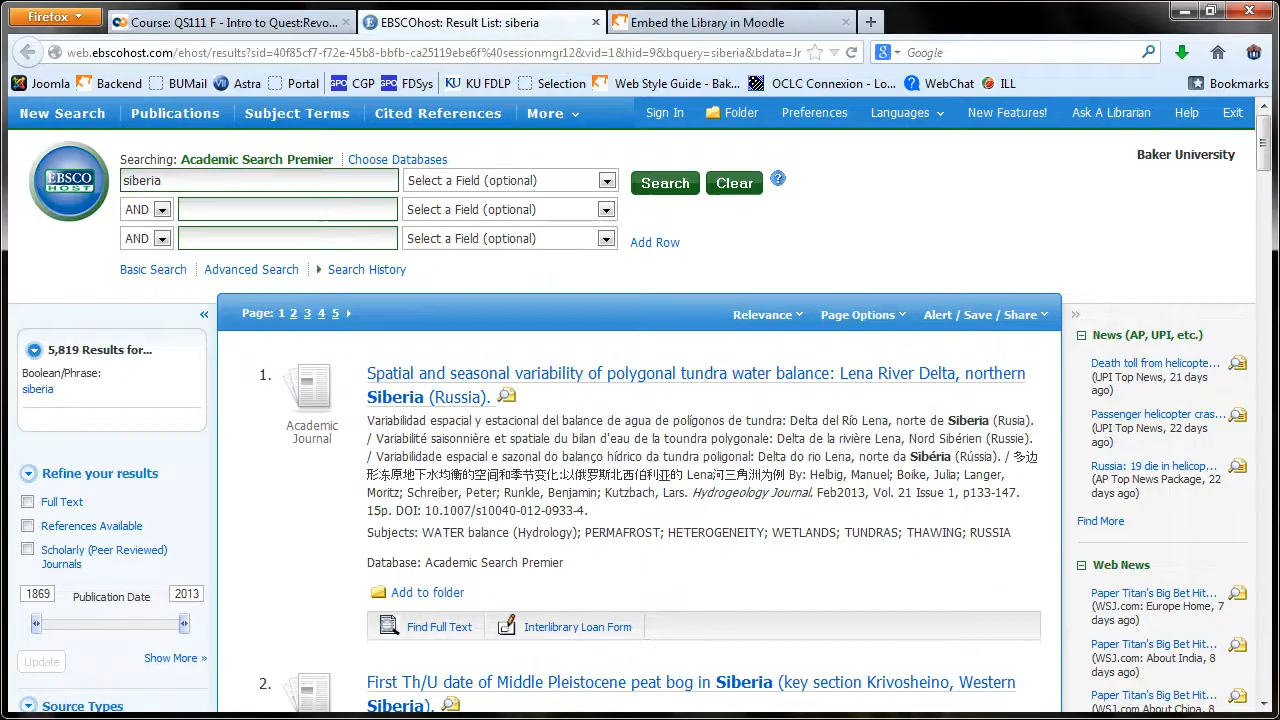 Firefox
Course: QS111 F - Intro to Quest:Revo...
EBSCOhost: Result List: siberia
Embed the Library in Moodle
web.ebscohost.com/ehost/results?sid=40f85cf7-f72e-45b8-bbfb-ca25119ebe6f%40sessionmgr12&vid=1&hid=9&bquery=siberia&bdata=Jr
Google
Joomla
Backend
BUMail
Astra
Portal
CGP
FDSys
KU FDLP
Selection
Web Style Guide - Bak...
OCLC Connexion - Lo...
WebChat
ILL
Bookmarks
New Search
Publications
Subject Terms
Cited References
More
Sign In
Folder
Preferences
Languages
New Features!
Ask A Librarian
Help
Exit
EBSCO
HOST
Searching: Academic Search Premier
Choose Databases
Baker University
siberia
Select a Field (optional)
Search
Clear
AND
Select a Field (optional)
AND
Select a Field (optional)
Add Row
Basic Search
Advanced Search
Search History
5,819 Results for...
Boolean/Phrase:
siberia
Refine your results
Full Text
References Available
Scholarly (Peer Reviewed)
Journals
1869
Publication Date
2013
Update
Show More »
Source Types
Page: 1 2 3 4 5
Relevance
Page Options
Alert / Save / Share
1.
Academic
Journal
Spatial and seasonal variability of polygonal tundra water balance: Lena River Delta, northern
Siberia (Russia).
Variabilidad espacial y estacional del balance de agua de polígonos de tundra: Delta del Río Lena, norte de Siberia (Rusia).
/ Variabilité saisonnière et spatiale du bilan d'eau de la toundra polygonale: Delta de la rivière Lena, Nord Sibérien (Russie).
/ Variabilidade espacial e sazonal do balanço hídrico da tundra poligonal: Delta do rio Lena, norte da Sibéria (Rússia). / 多边
形冻原地下水均衡的空间和季节变化:以俄罗斯北西伯利亚的 Lena河三角洲为例 By: Helbig, Manuel; Boike, Julia; Langer,
Moritz; Schreiber, Peter; Runkle, Benjamin; Kutzbach, Lars. Hydrogeology Journal. Feb2013, Vol. 21 Issue 1, p133-147.
15p. DOI: 10.1007/s10040-012-0933-4.
Subjects: WATER balance (Hydrology); PERMAFROST; HETEROGENEITY; WETLANDS; TUNDRAS; THAWING; RUSSIA
Database: Academic Search Premier
Add to folder
Find Full Text
Interlibrary Loan Form
2.
First Th/U date of Middle Pleistocene peat bog in Siberia (key section Krivosheino, Western
Siberia).
News (AP, UPI, etc.)
Death toll from helicopte...
(UPI Top News, 21 days
ago)
Passenger helicopter cras...
(UPI Top News, 22 days
ago)
Russia: 19 die in helicop...
(AP Top News Package, 22
days ago)
Find More
Web News
Paper Titan's Big Bet Hit...
(WSJ.com: Europe Home, 7
days ago)
Paper Titan's Big Bet Hit...
(WSJ.com: About India, 8
days ago)
Paper Titan's Big Bet Hit...
(WSJ.com: About China, 8